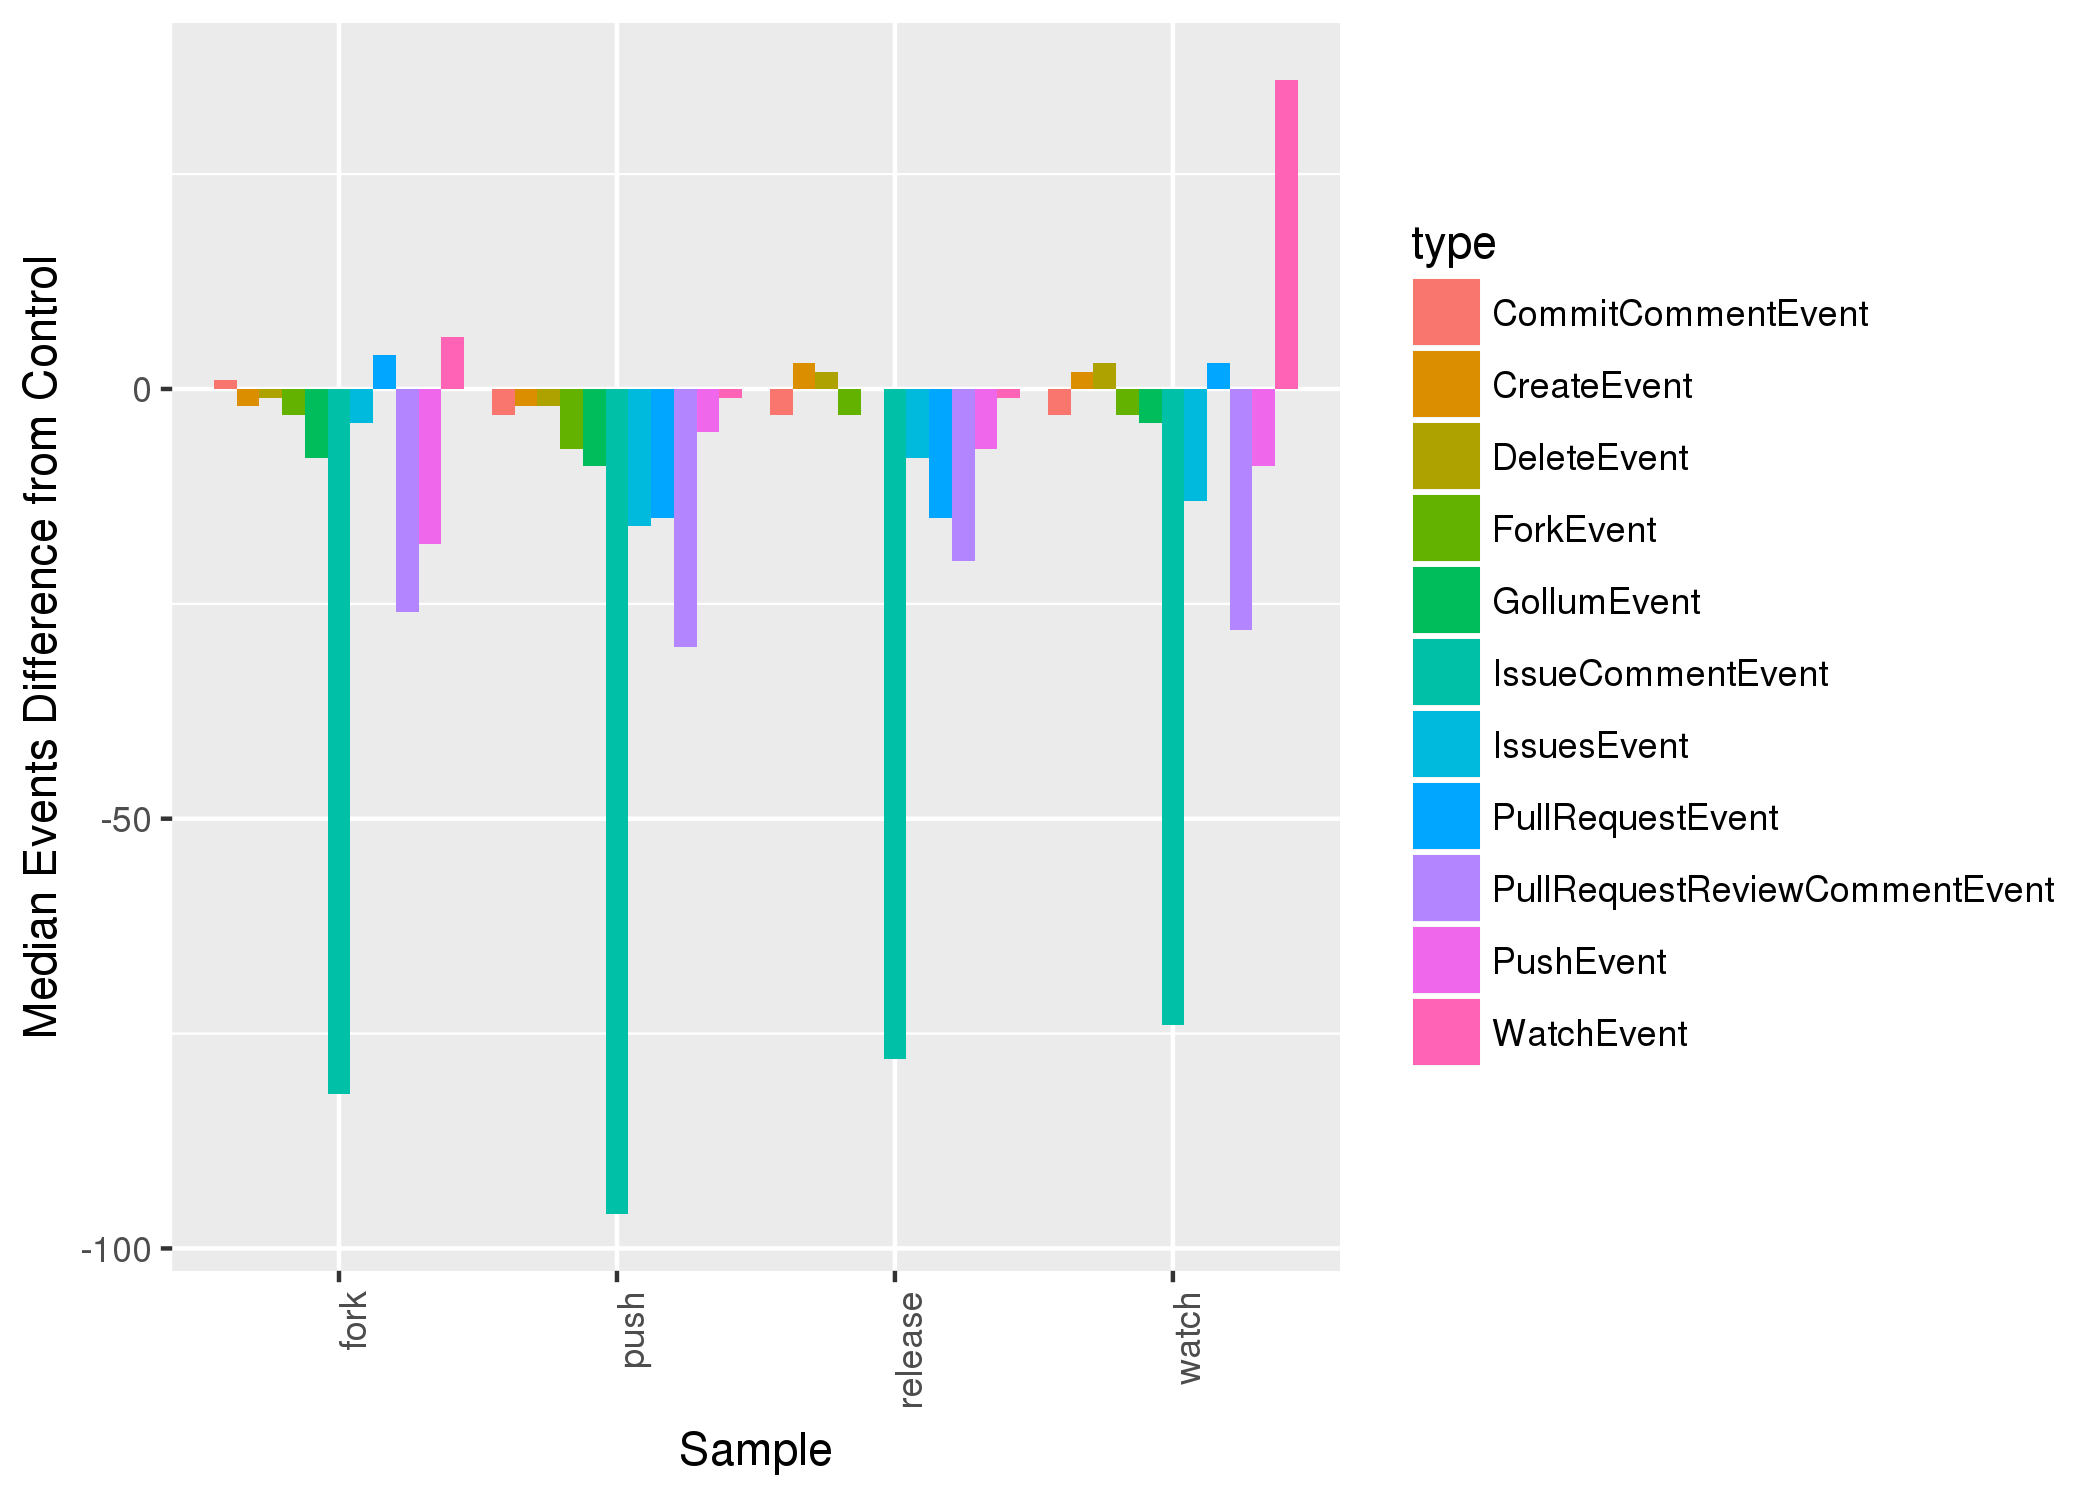 Median Events Difference from Control
0
-50
-100
fork
push
release
watch
Sample
type
CommitCommentEvent
CreateEvent
DeleteEvent
ForkEvent
GollumEvent
IssueCommentEvent
IssuesEvent
PullRequestEvent
PullRequestReviewCommentEvent
PushEvent
WatchEvent